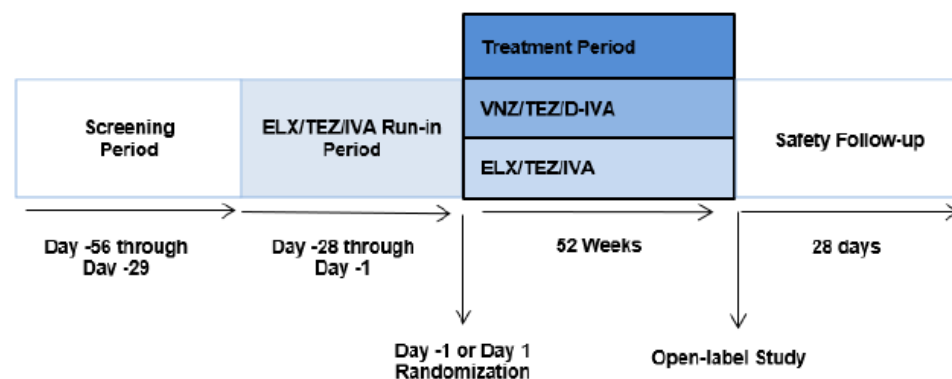 Treatment Period
Screening
Period
ELX/TEZ/IVA Run-in
Period
VNZ/TEZ/D-IVA
ELX/TEZ/IVA
Safety Follow-up
Day -56 through
Day -29
Day -28 through
Day -1
52 Weeks
28 days
Day -1 or Day 1
Randomization
Open-label Study